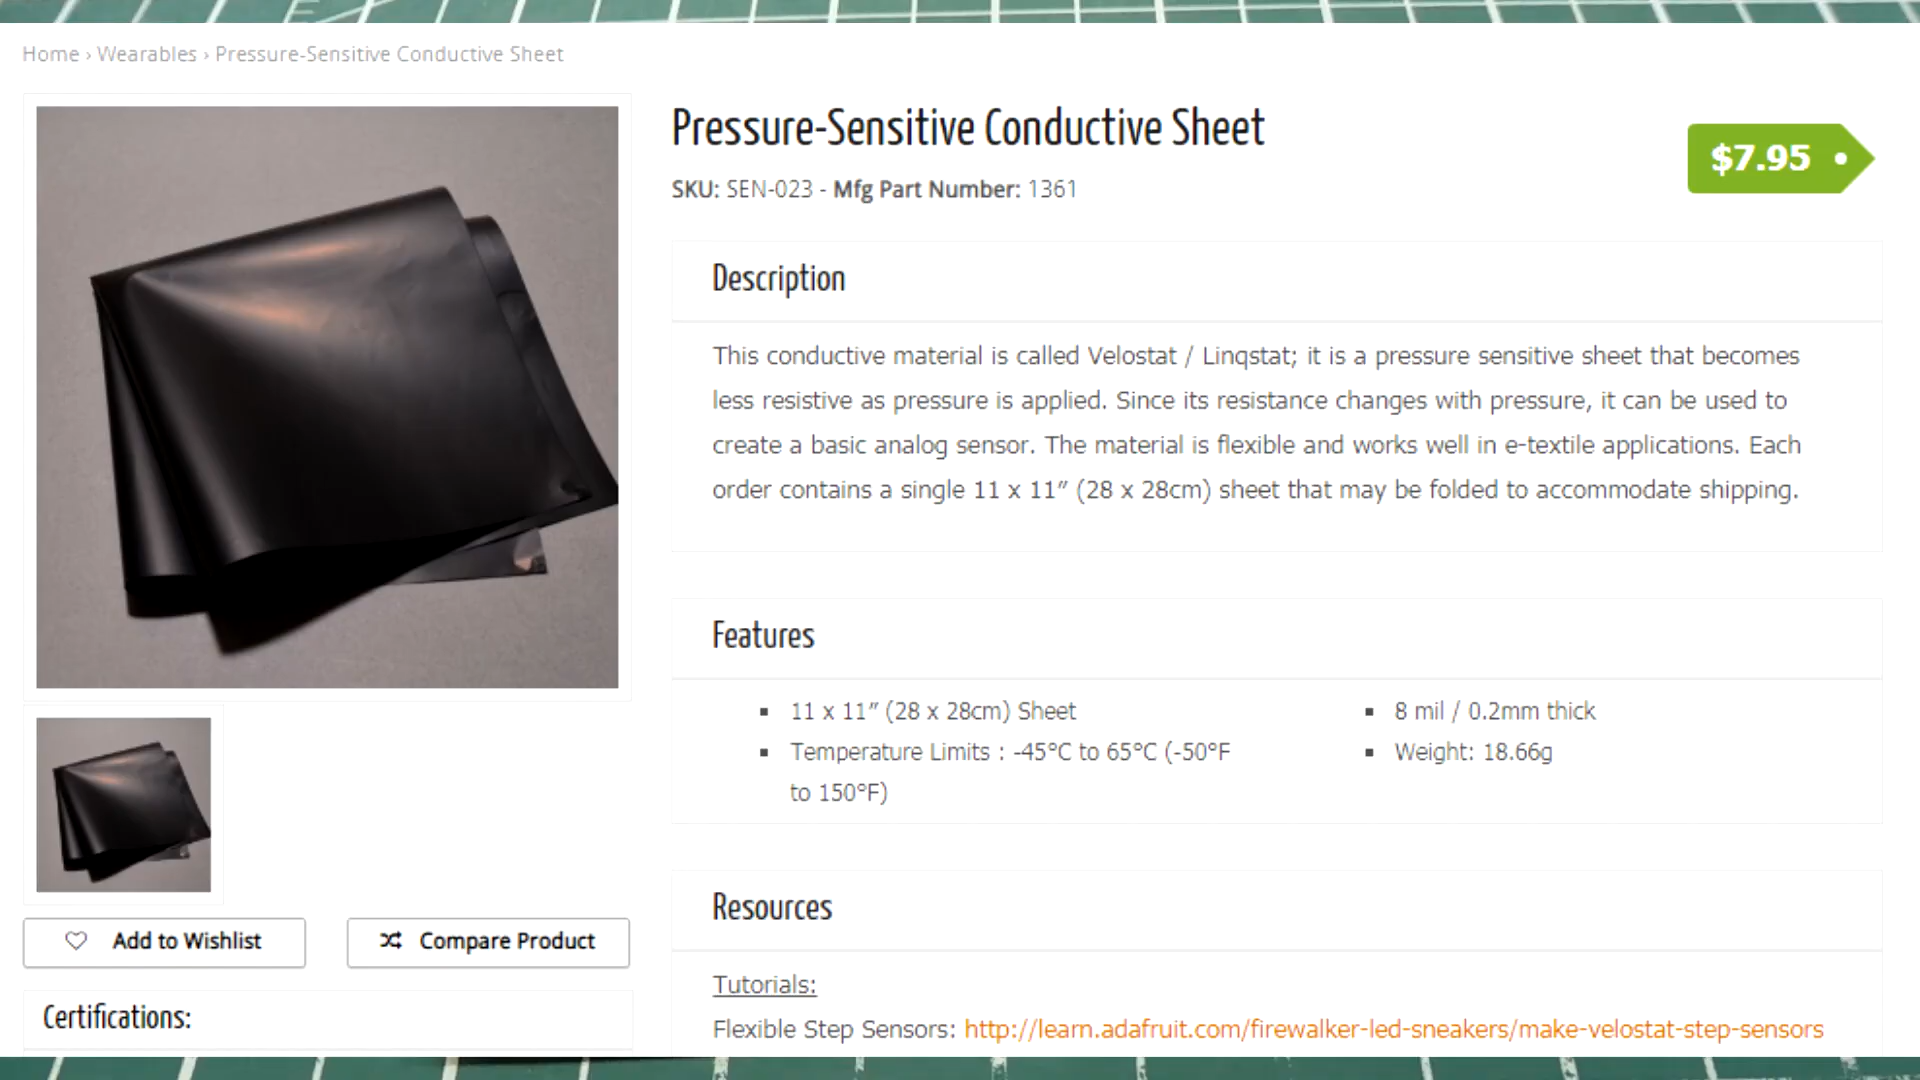 Home › Wearables › Pressure-Sensitive Conductive Sheet
Pressure-Sensitive Conductive Sheet
$7.95
SKU: SEN-023 - Mfg Part Number: 1361
Description
This conductive material is called Velostat / Linqstat; it is a pressure sensitive sheet that becomes
less resistive as pressure is applied. Since its resistance changes with pressure, it can be used to
create a basic analog sensor. The material is flexible and works well in e-textile applications. Each
order contains a single 11 x 11″ (28 x 28cm) sheet that may be folded to accommodate shipping.
Features
11 x 11″ (28 x 28cm) Sheet
Temperature Limits : -45°C to 65°C (-50°F
to 150°F)
8 mil / 0.2mm thick
Weight: 18.66g
Resources
Tutorials:
Flexible Step Sensors: http://learn.adafruit.com/firewalker-led-sneakers/make-velostat-step-sensors
Add to Wishlist
Compare Product
Certifications: